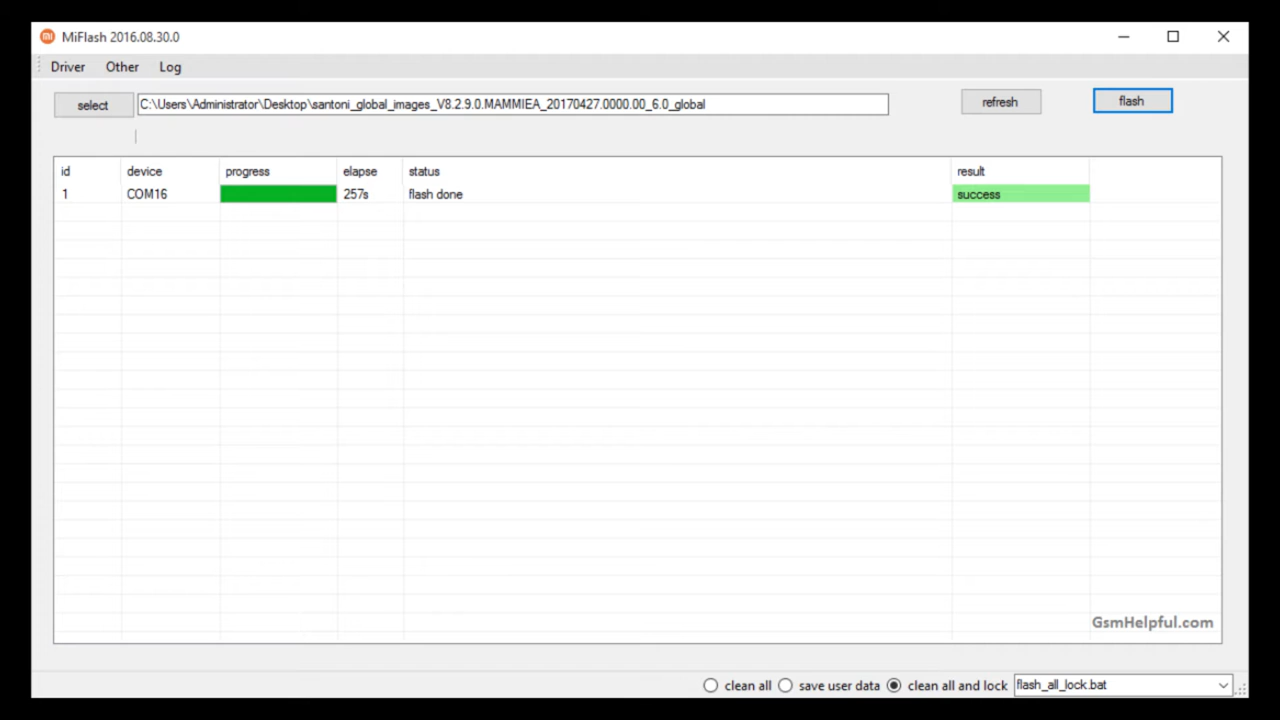 MiFlash 2016.08.30.0
Driver Other Log
select C:\Users\Administrator\Desktop\santoni_global_images_V8.2.9.0.MAMMIEA_20170427.0000.00_6.0_global refresh flash
id device progress elapse status result
1 COM16 257s flash done success
GsmHelpful.com
clean all save user data clean all and lock flash_all_lock.bat